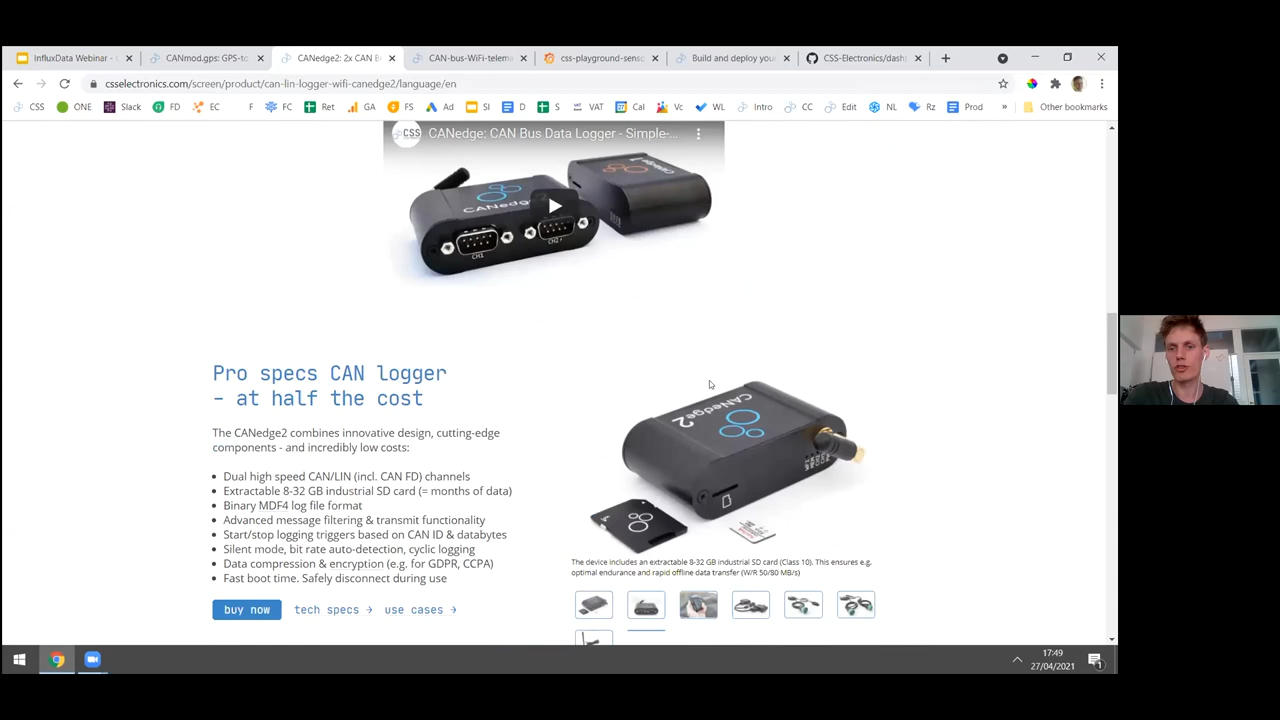 InfluxData Webinar -
CANmod.gps: GPS-to
CANedge2: 2x CAN B
CAN-bus-WiFi-telem
css-playground-senso
Build and deploy you
CSS-Electronics/dash
csselectronics.com/screen/product/can-lin-logger-wifi-canedge2/language/en
CSS
ONE
Slack
FD
EC
F
FC
Ret
GA
FS
Ad
SI
D
S
VAT
Cal
Vc
WL
Intro
CC
Edit
NL
Rz
Prod
»
Other bookmarks
CSS
CANedge: CAN Bus Data Logger - Simple-...
CH1
CH2
Pro specs CAN logger
- at half the cost
The CANedge2 combines innovative design, cutting-edge
components - and incredibly low costs:
Dual high speed CAN/LIN (incl. CAN FD) channels
Extractable 8-32 GB industrial SD card (= months of data)
Binary MDF4 log file format
Advanced message filtering & transmit functionality
Start/stop logging triggers based on CAN ID & databytes
Silent mode, bit rate auto-detection, cyclic logging
Data compression & encryption (e.g. for GDPR, CCPA)
Fast boot time. Safely disconnect during use
buy now
tech specs →
use cases →
CANedge2
The device includes an extractable 8-32 GB industrial SD card (Class 10). This ensures e.g.
optimal endurance and rapid offline data transfer (W/R 50/80 MB/s)
17:49
27/04/2021
1